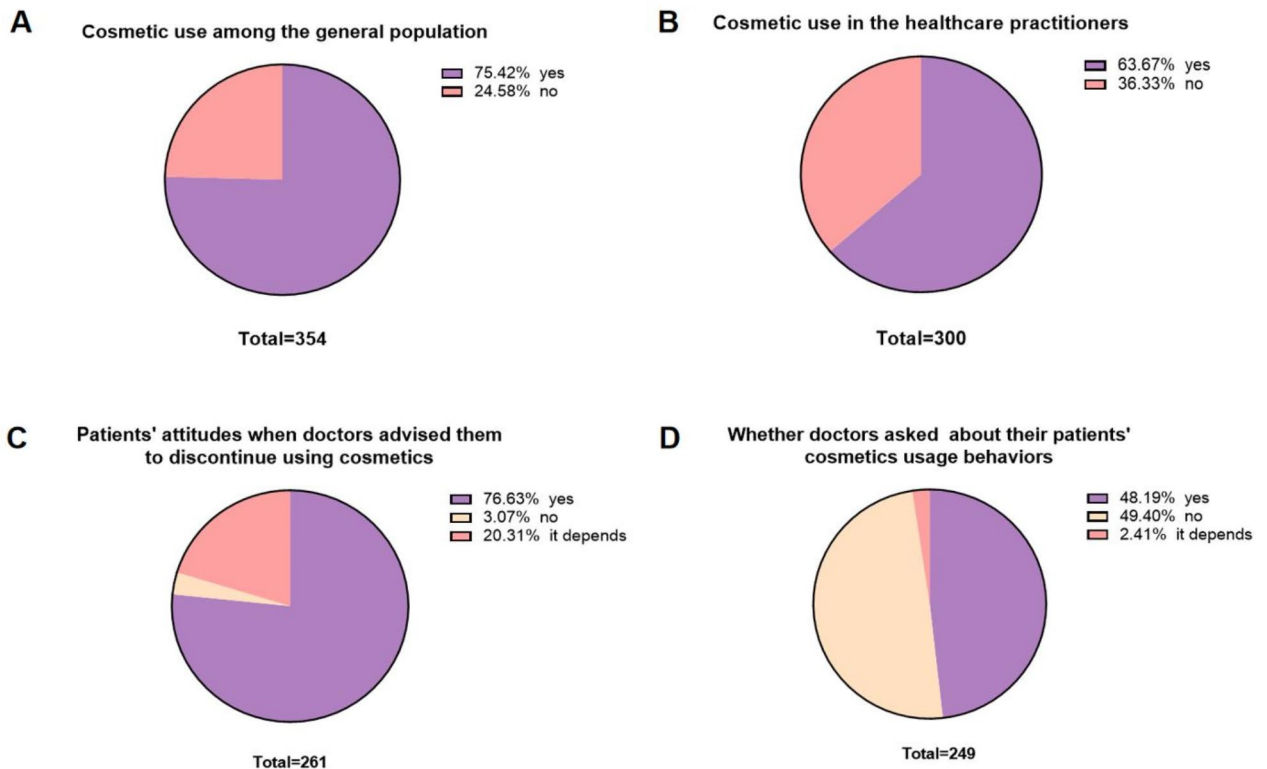 A
Cosmetic use among the general population
75.42% yes
24.58% no
Total=354
B
Cosmetic use in the healthcare practitioners
63.67% yes
36.33% no
Total=300
C
Patients' attitudes when doctors advised them
to discontinue using cosmetics
76.63% yes
3.07% no
20.31% it depends
Total=261
D
Whether doctors asked about their patients'
cosmetics usage behaviors
48.19% yes
49.40% no
2.41% it depends
Total=249